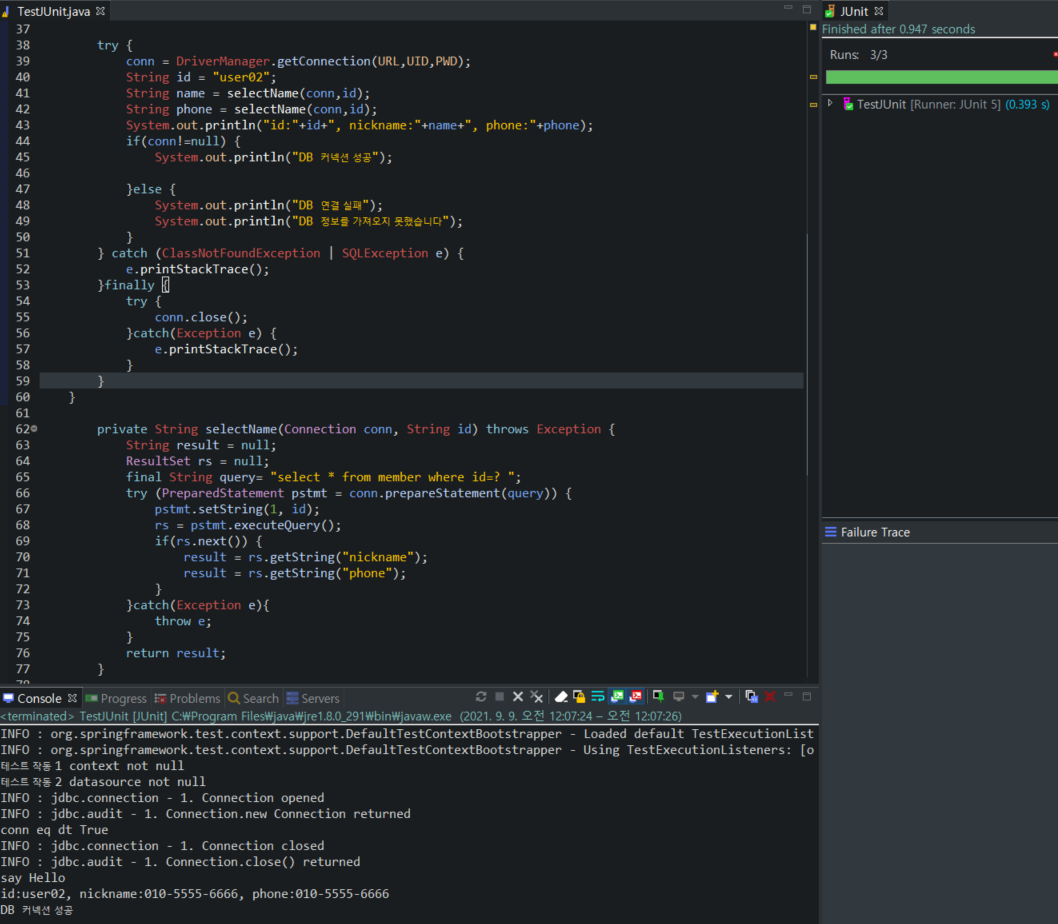 TestJUnit.java
37
38 try {
39 conn = DriverManager.getConnection(URL,UID,PWD);
40 String id = "user02";
41 String name = selectName(conn,id);
42 String phone = selectName(conn,id);
43 System.out.println("id:"+id+", nickname:"+name+", phone:"+phone);
44 if(conn!=null) {
45 System.out.println("DB 커넥션 성공");
46
47 }else {
48 System.out.println("DB 연결 실패");
49 System.out.println("DB 정보를 가져오지 못했습니다");
50 }
51 } catch (ClassNotFoundException | SQLException e) {
52 e.printStackTrace();
53 }finally {
54 try {
55 conn.close();
56 }catch(Exception e) {
57 e.printStackTrace();
58 }
59 }
60 }
61
62 private String selectName(Connection conn, String id) throws Exception {
63 String result = null;
64 ResultSet rs = null;
65 final String query= "select * from member where id=? ";
66 try (PreparedStatement pstmt = conn.prepareStatement(query)) {
67 pstmt.setString(1, id);
68 rs = pstmt.executeQuery();
69 if(rs.next()) {
70 result = rs.getString("nickname");
71 result = rs.getString("phone");
72 }
73 }catch(Exception e){
74 throw e;
75 }
76 return result;
77 }
JUnit
Finished after 0.947 seconds
Runs: 3/3
TestJUnit [Runner: JUnit 5] (0.393 s)
Failure Trace
Console Progress Problems Search Servers
<terminated> TestJUnit [JUnit] C:₩Program Files₩java₩jre1.8.0_291₩bin₩javaw.exe (2021. 9. 9. 오전 12:07:24 – 오전 12:07:26)
INFO : org.springframework.test.context.support.DefaultTestContextBootstrapper - Loaded default TestExecutionList
INFO : org.springframework.test.context.support.DefaultTestContextBootstrapper - Using TestExecutionListeners: [o
테스트 작동 1 context not null
테스트 작동 2 datasource not null
INFO : jdbc.connection - 1. Connection opened
INFO : jdbc.audit - 1. Connection.new Connection returned
conn eq dt True
INFO : jdbc.connection - 1. Connection closed
INFO : jdbc.audit - 1. Connection.close() returned
say Hello
id:user02, nickname:010-5555-6666, phone:010-5555-6666
DB 커넥션 성공